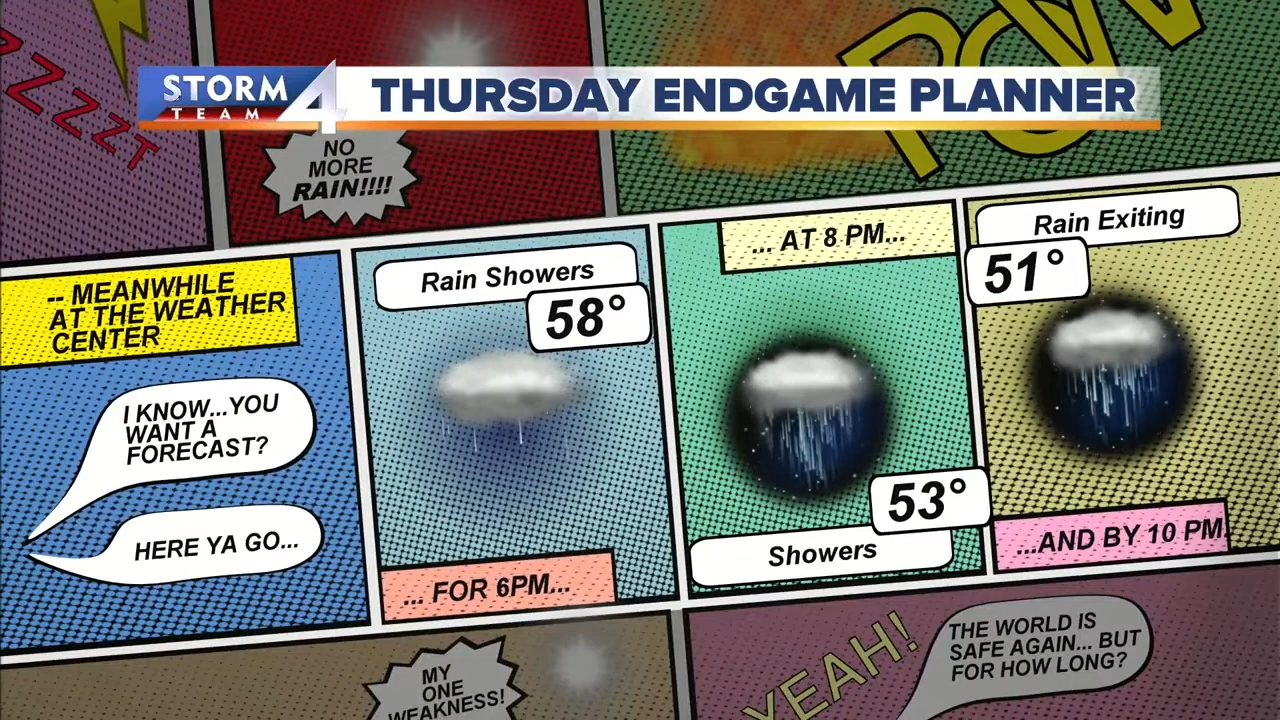 ZZZZT
POW
STORM
TEAM
4
THURSDAY ENDGAME PLANNER
NO
MORE
RAIN!!!!
-- MEANWHILE
AT THE WEATHER
CENTER
I KNOW...YOU
WANT A
FORECAST?
HERE YA GO...
Rain Showers
58°
... FOR 6PM...
... AT 8 PM...
53°
Showers
Rain Exiting
51°
...AND BY 10 PM
MY
ONE
WEAKNESS!
YEAH!
THE WORLD IS
SAFE AGAIN... BUT
FOR HOW LONG?